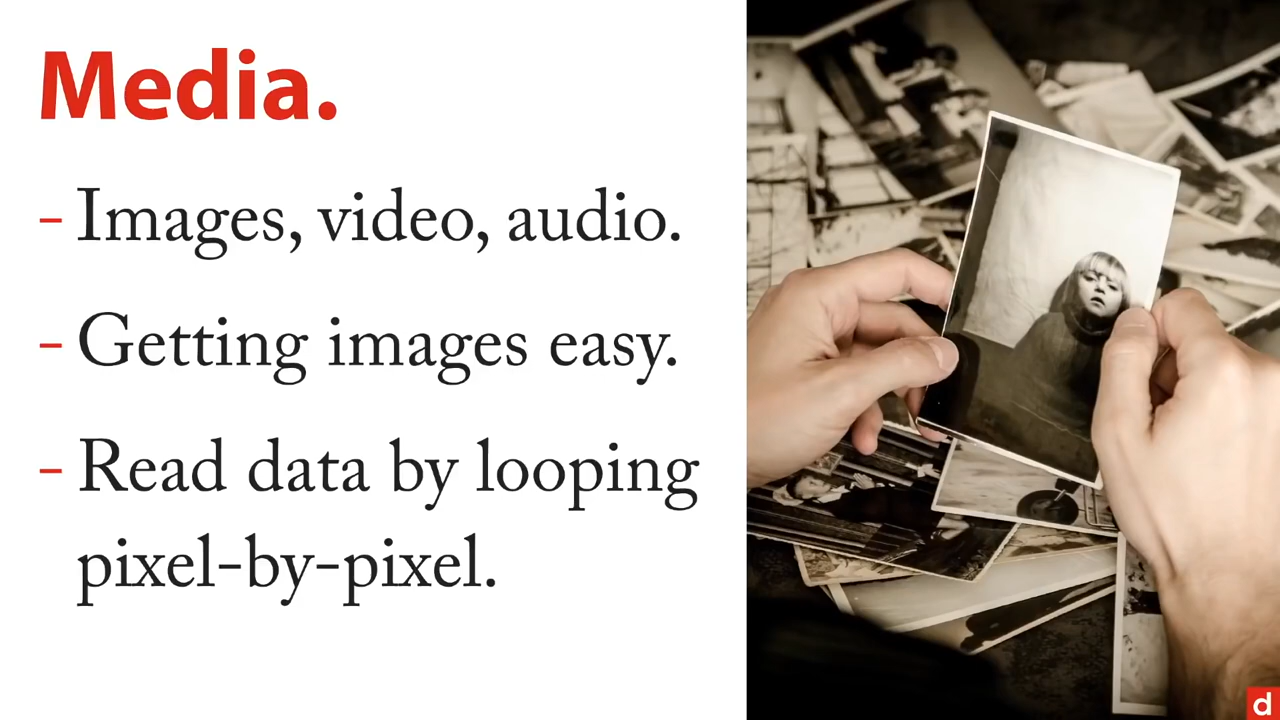 Media.
- Images, video, audio.
- Getting images easy.
- Read data by looping
pixel-by-pixel.
d